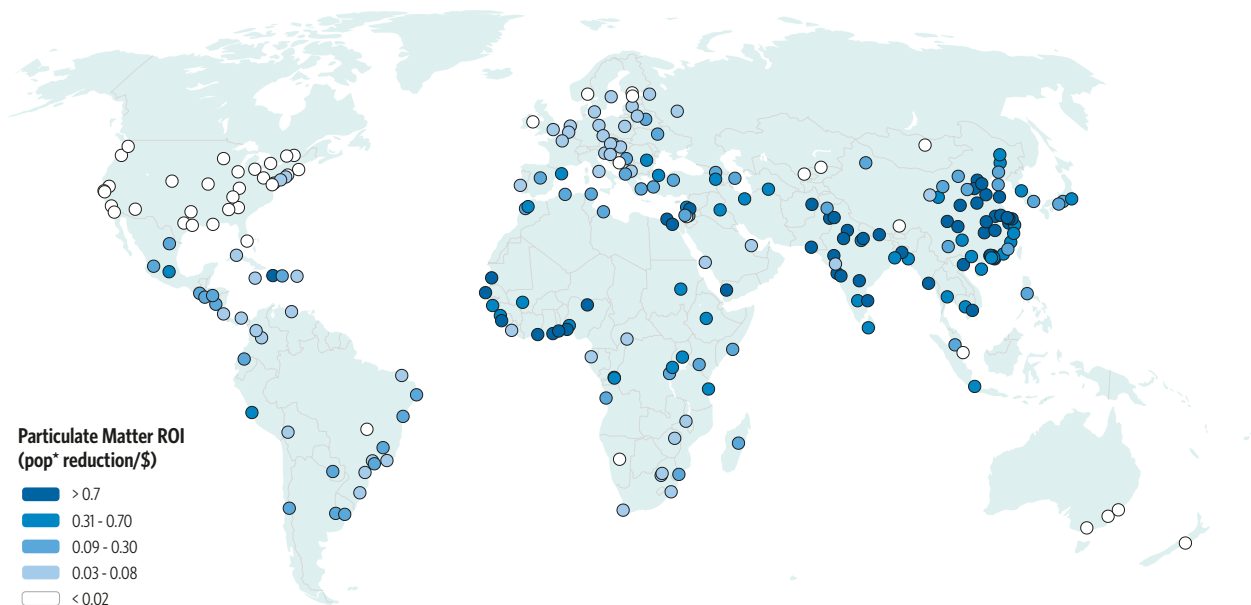 Particulate Matter ROI
(pop* reduction/$)
> 0.7
0.31 - 0.70
0.09 - 0.30
0.03 - 0.08
< 0.02